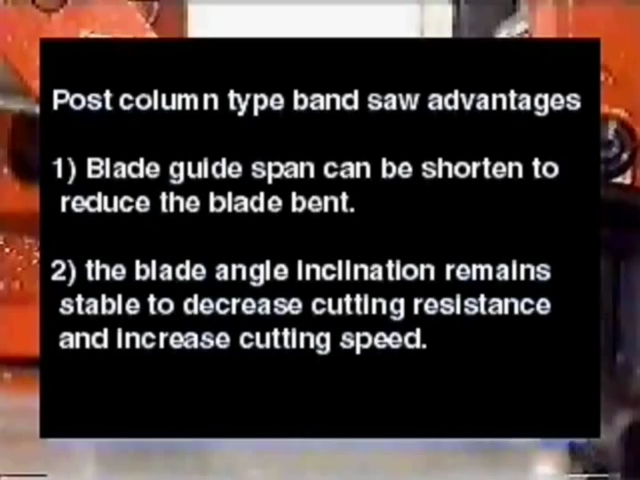 Post column type band saw advantages
1) Blade guide span can be shorten to
reduce the blade bent.
2) the blade angle inclination remains
stable to decrease cutting resistance
and increase cutting speed.